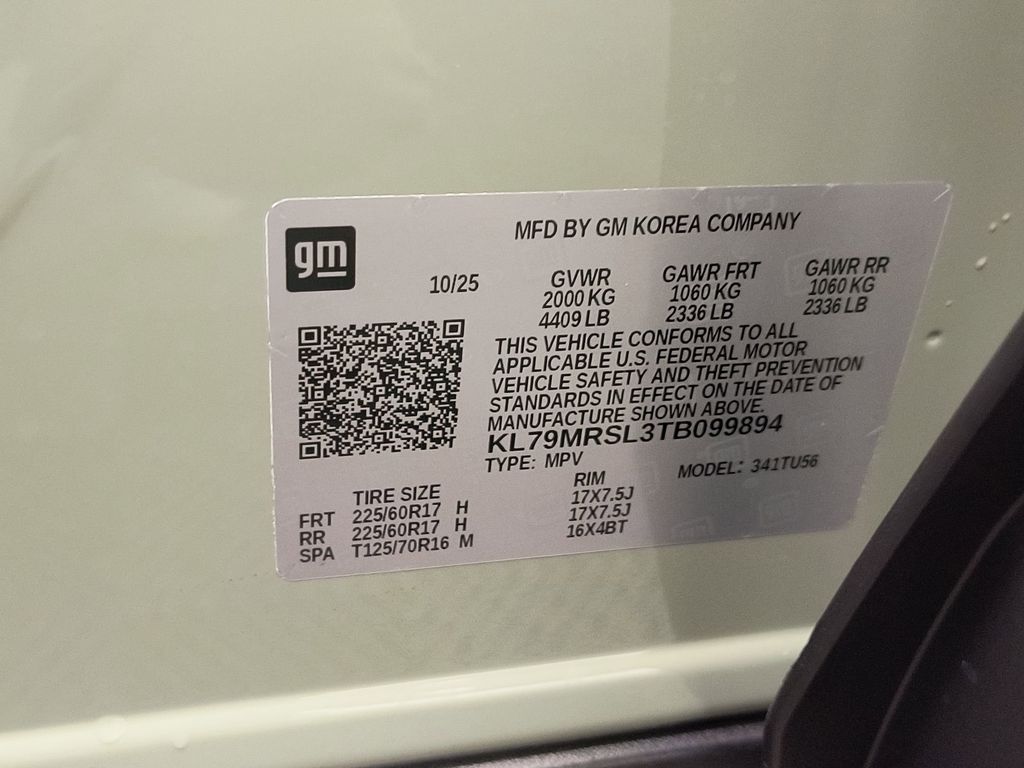 gm
MFD BY GM KOREA COMPANY
10/25
GVWR GAWR FRT GAWR RR
2000 KG 1060 KG 1060 KG
4409 LB 2336 LB 2336 LB
THIS VEHICLE CONFORMS TO ALL
APPLICABLE U.S. FEDERAL MOTOR
VEHICLE SAFETY AND THEFT PREVENTION
STANDARDS IN EFFECT ON THE DATE OF
MANUFACTURE SHOWN ABOVE.
KL79MRSL3TB099894
TYPE: MPV MODEL: 341TU56
TIRE SIZE RIM
FRT 225/60R17 H 17X7.5J
RR 225/60R17 H 17X7.5J
SPA T125/70R16 M 16X4BT